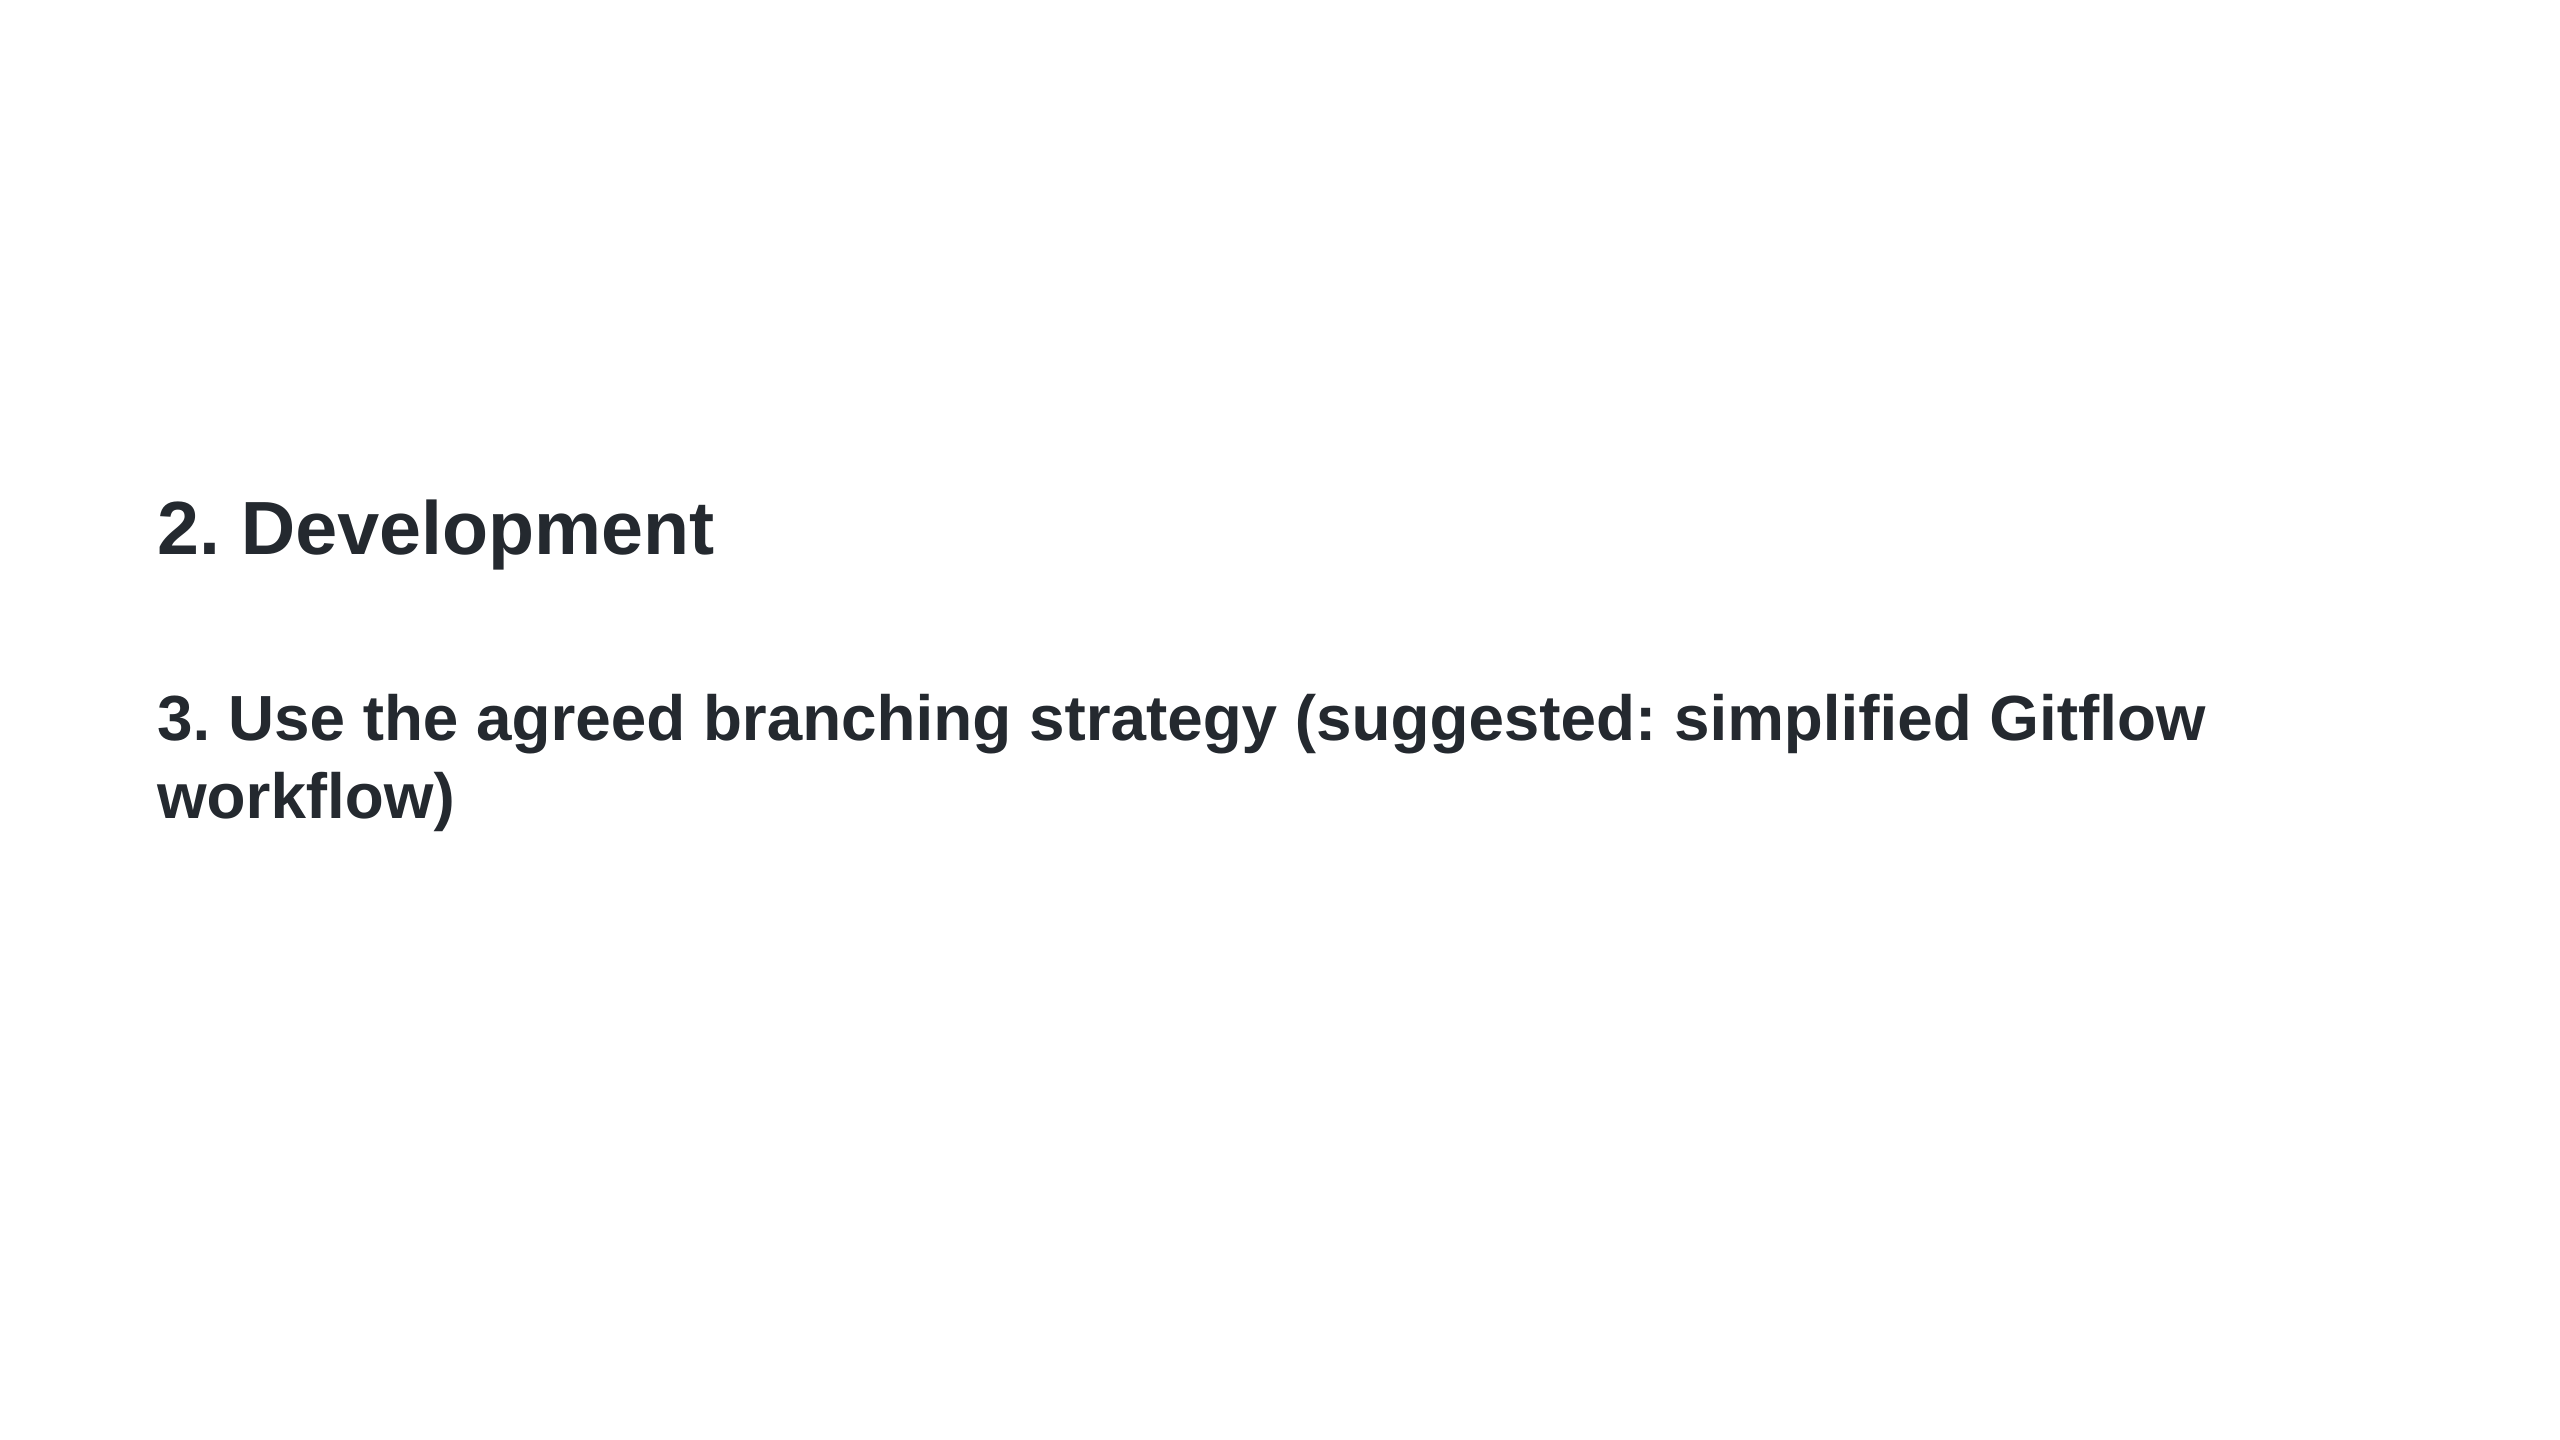 2. Development
3. Use the agreed branching strategy (suggested: simplified Gitflow
workflow)